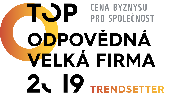 TOP
CENA BYZNYSU
PRO SPOLEČNOST
ODPOVĚDNÁ
VELKÁ FIRMA
2019 TRENDSETTER